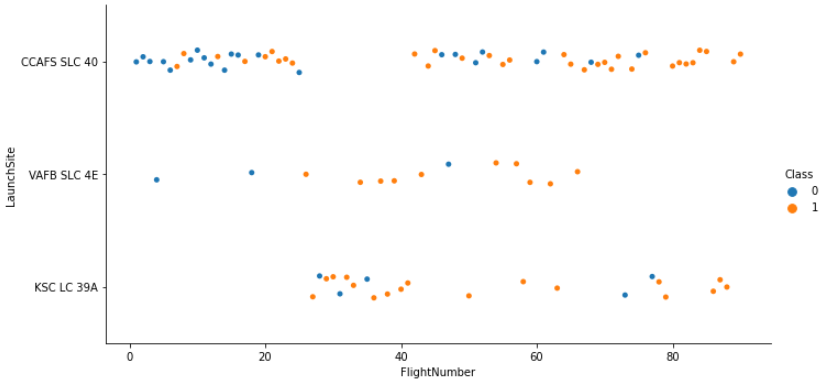 CCAFS SLC 40
VAFB SLC 4E
KSC LC 39A
LaunchSite
0 20 40 60 80
FlightNumber
Class
0
1